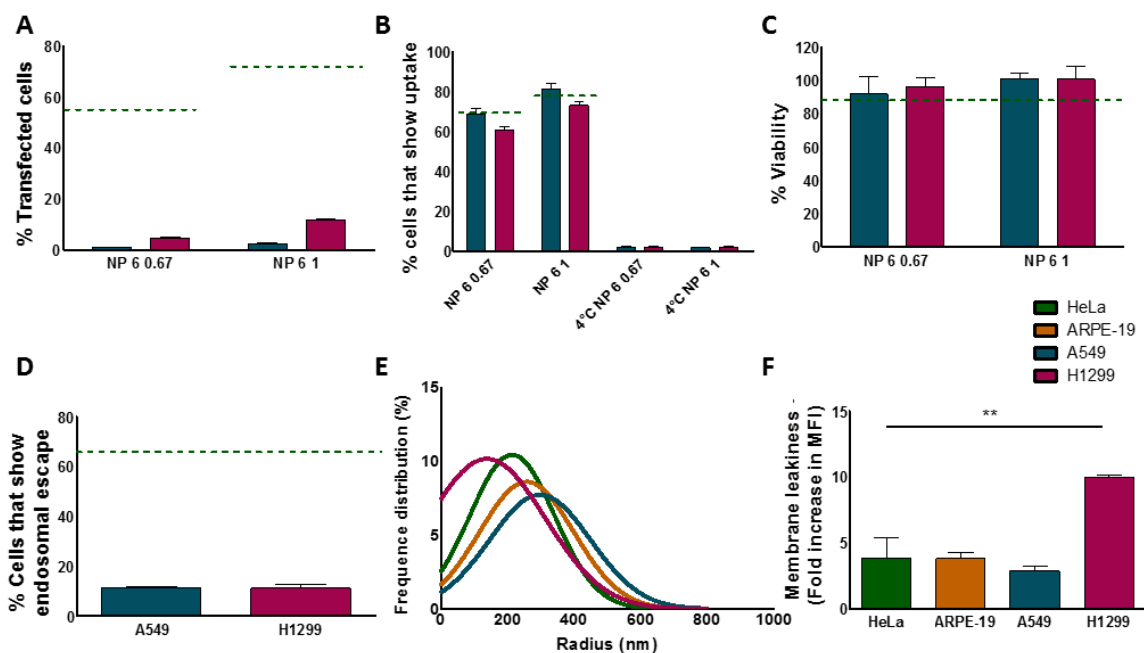 A
% Transfected cells
80
60
40
20
0
NP 6 0.67
NP 6 1
B
% cells that show uptake
100
80
60
40
20
0
NP 6 0.67
NP 6 1
4°C NP 6 0.67
4°C NP 6 1
C
% Viability
120
100
80
60
40
20
0
NP 6 0.67
NP 6 1
HeLa
ARPE-19
A549
H1299
D
% Cells that show
endosomal escape
80
60
40
20
0
A549
H1299
E
Frequence distribution (%)
15
10
5
0
0
200
400
600
800
1000
Radius (nm)
F
Membrane leakiness
(Fold increase in MFI)
15
10
5
0
**
HeLa
ARPE-19
A549
H1299